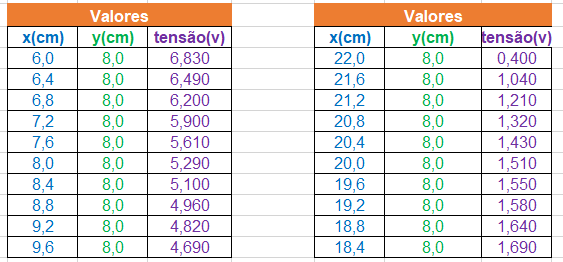 Valores Valores
x(cm) y(cm) tensão(v) x(cm) y(cm) tensão(v)
6,0 8,0 6,830 22,0 8,0 0,400
6,4 8,0 6,490 21,6 8,0 1,040
6,8 8,0 6,200 21,2 8,0 1,210
7,2 8,0 5,900 20,8 8,0 1,320
7,6 8,0 5,610 20,4 8,0 1,430
8,0 8,0 5,290 20,0 8,0 1,510
8,4 8,0 5,100 19,6 8,0 1,550
8,8 8,0 4,960 19,2 8,0 1,580
9,2 8,0 4,820 18,8 8,0 1,640
9,6 8,0 4,690 18,4 8,0 1,690